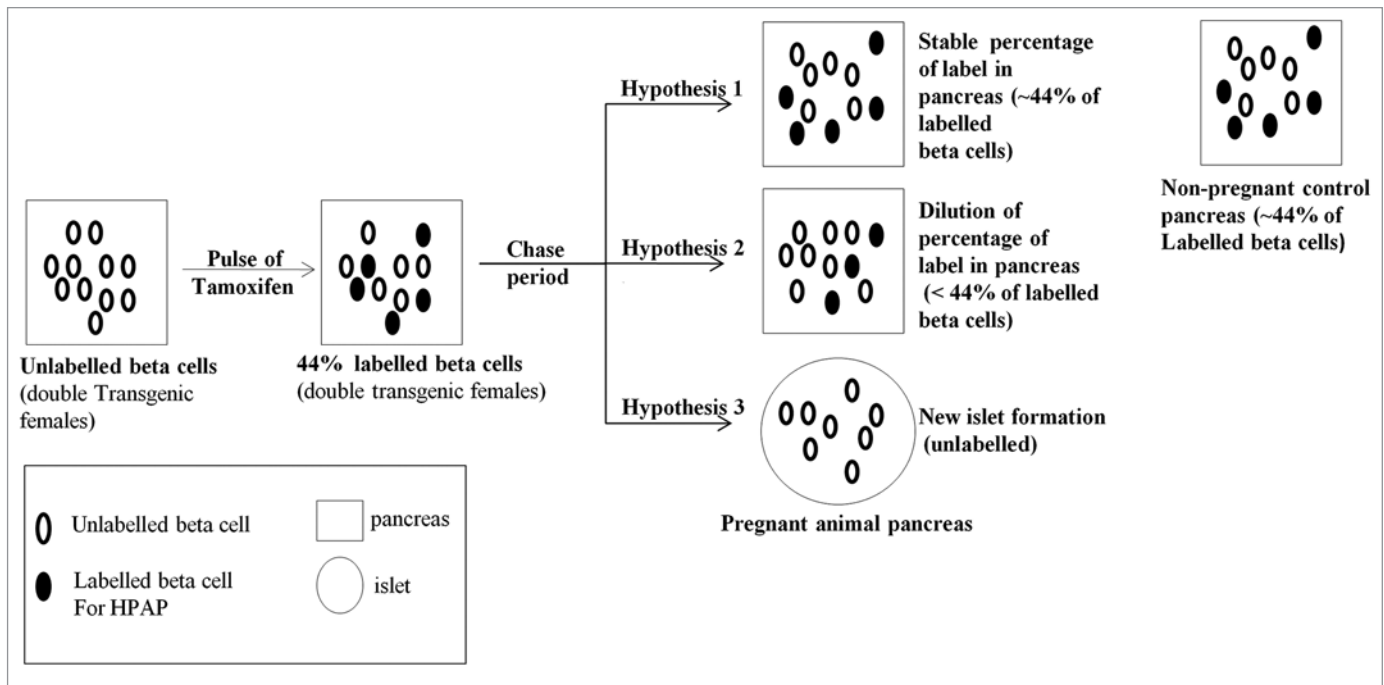 Unlabelled beta cells
(double Transgenic
females)
Pulse of
Tamoxifen
44% labelled beta cells
(double transgenic females)
Chase
period
Hypothesis 1
Stable percentage
of label in
pancreas (~44% of
labelled
beta cells)
Non-pregnant control
pancreas (~44% of
Labelled beta cells)
Hypothesis 2
Dilution of
percentage of
label in pancreas
(< 44% of labelled
beta cells)
Hypothesis 3
New islet formation
(unlabelled)
Pregnant animal pancreas
Unlabelled beta cell
pancreas
Labelled beta cell
For HPAP
islet